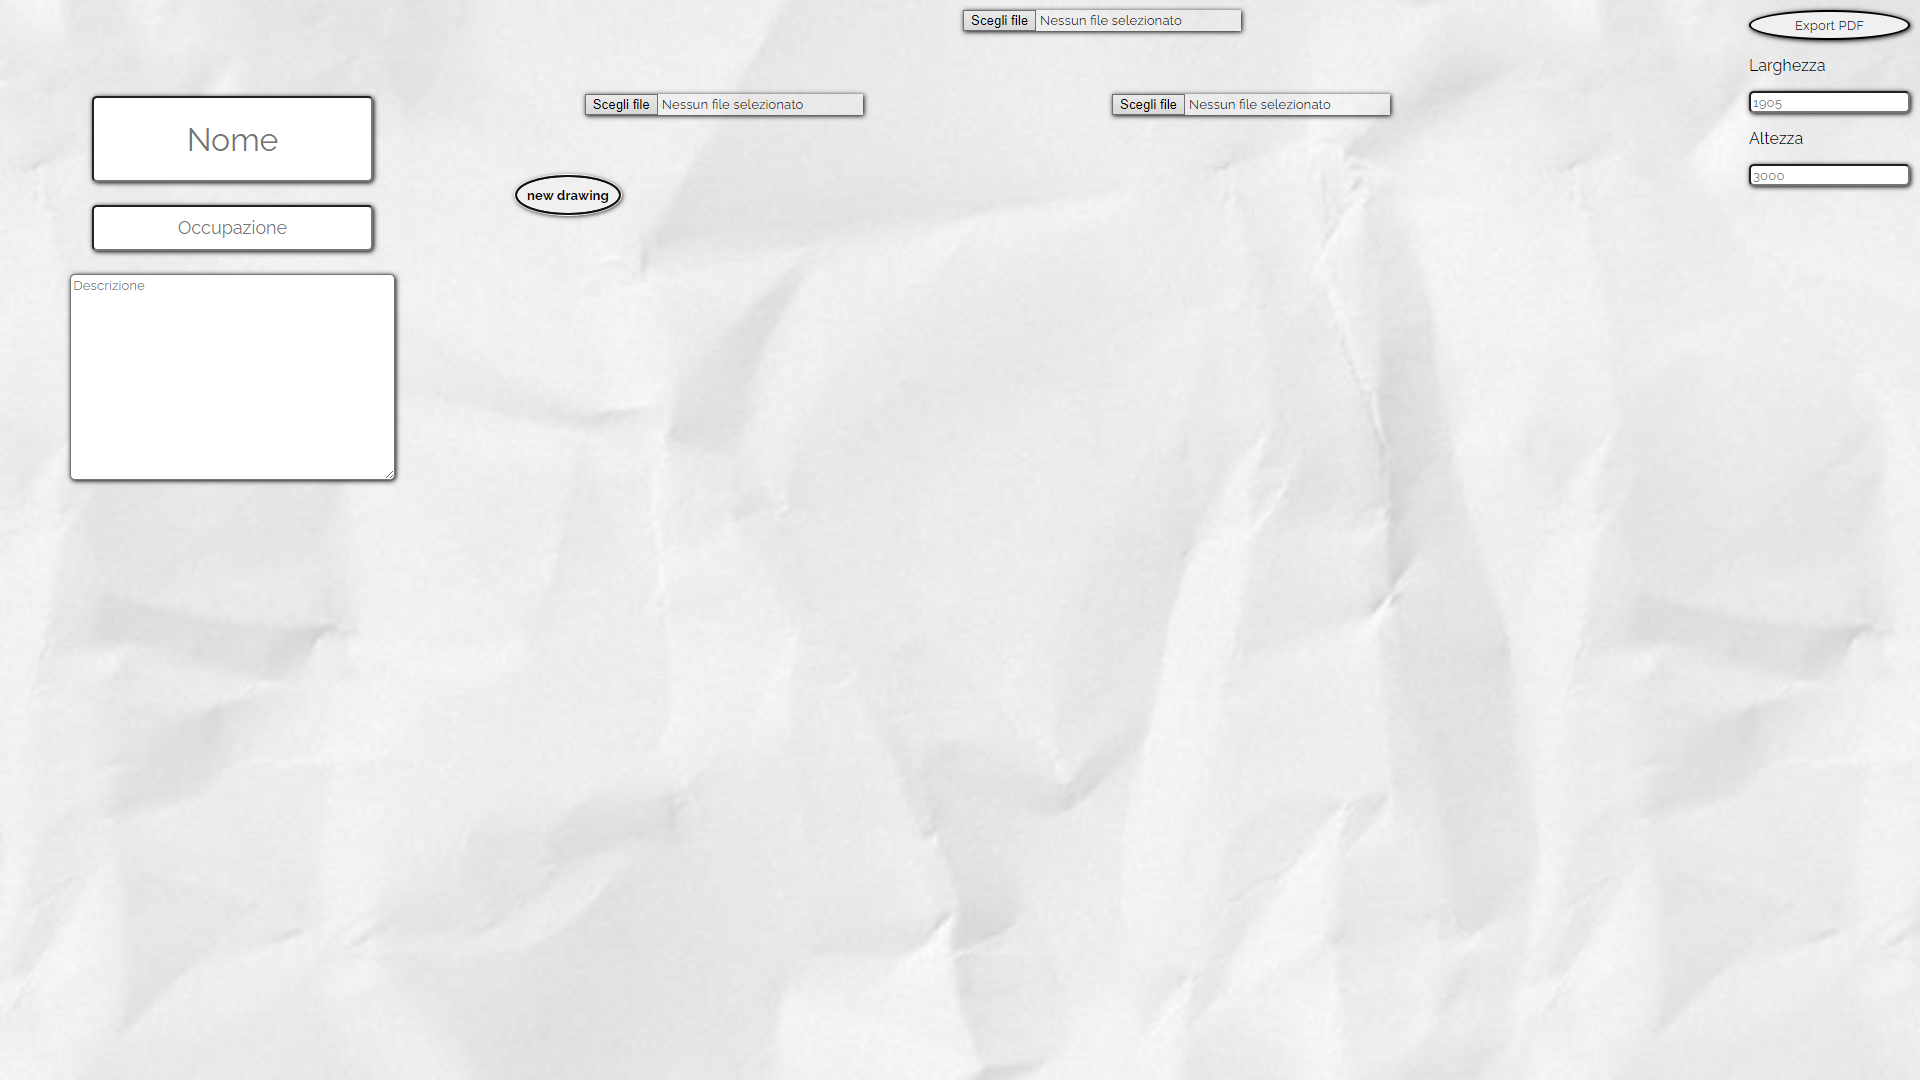 Scegli file Nessun file selezionato
Export PDF
Larghezza
1905
Altezza
3000
Scegli file Nessun file selezionato
Scegli file Nessun file selezionato
Nome
new drawing
Occupazione
Descrizione